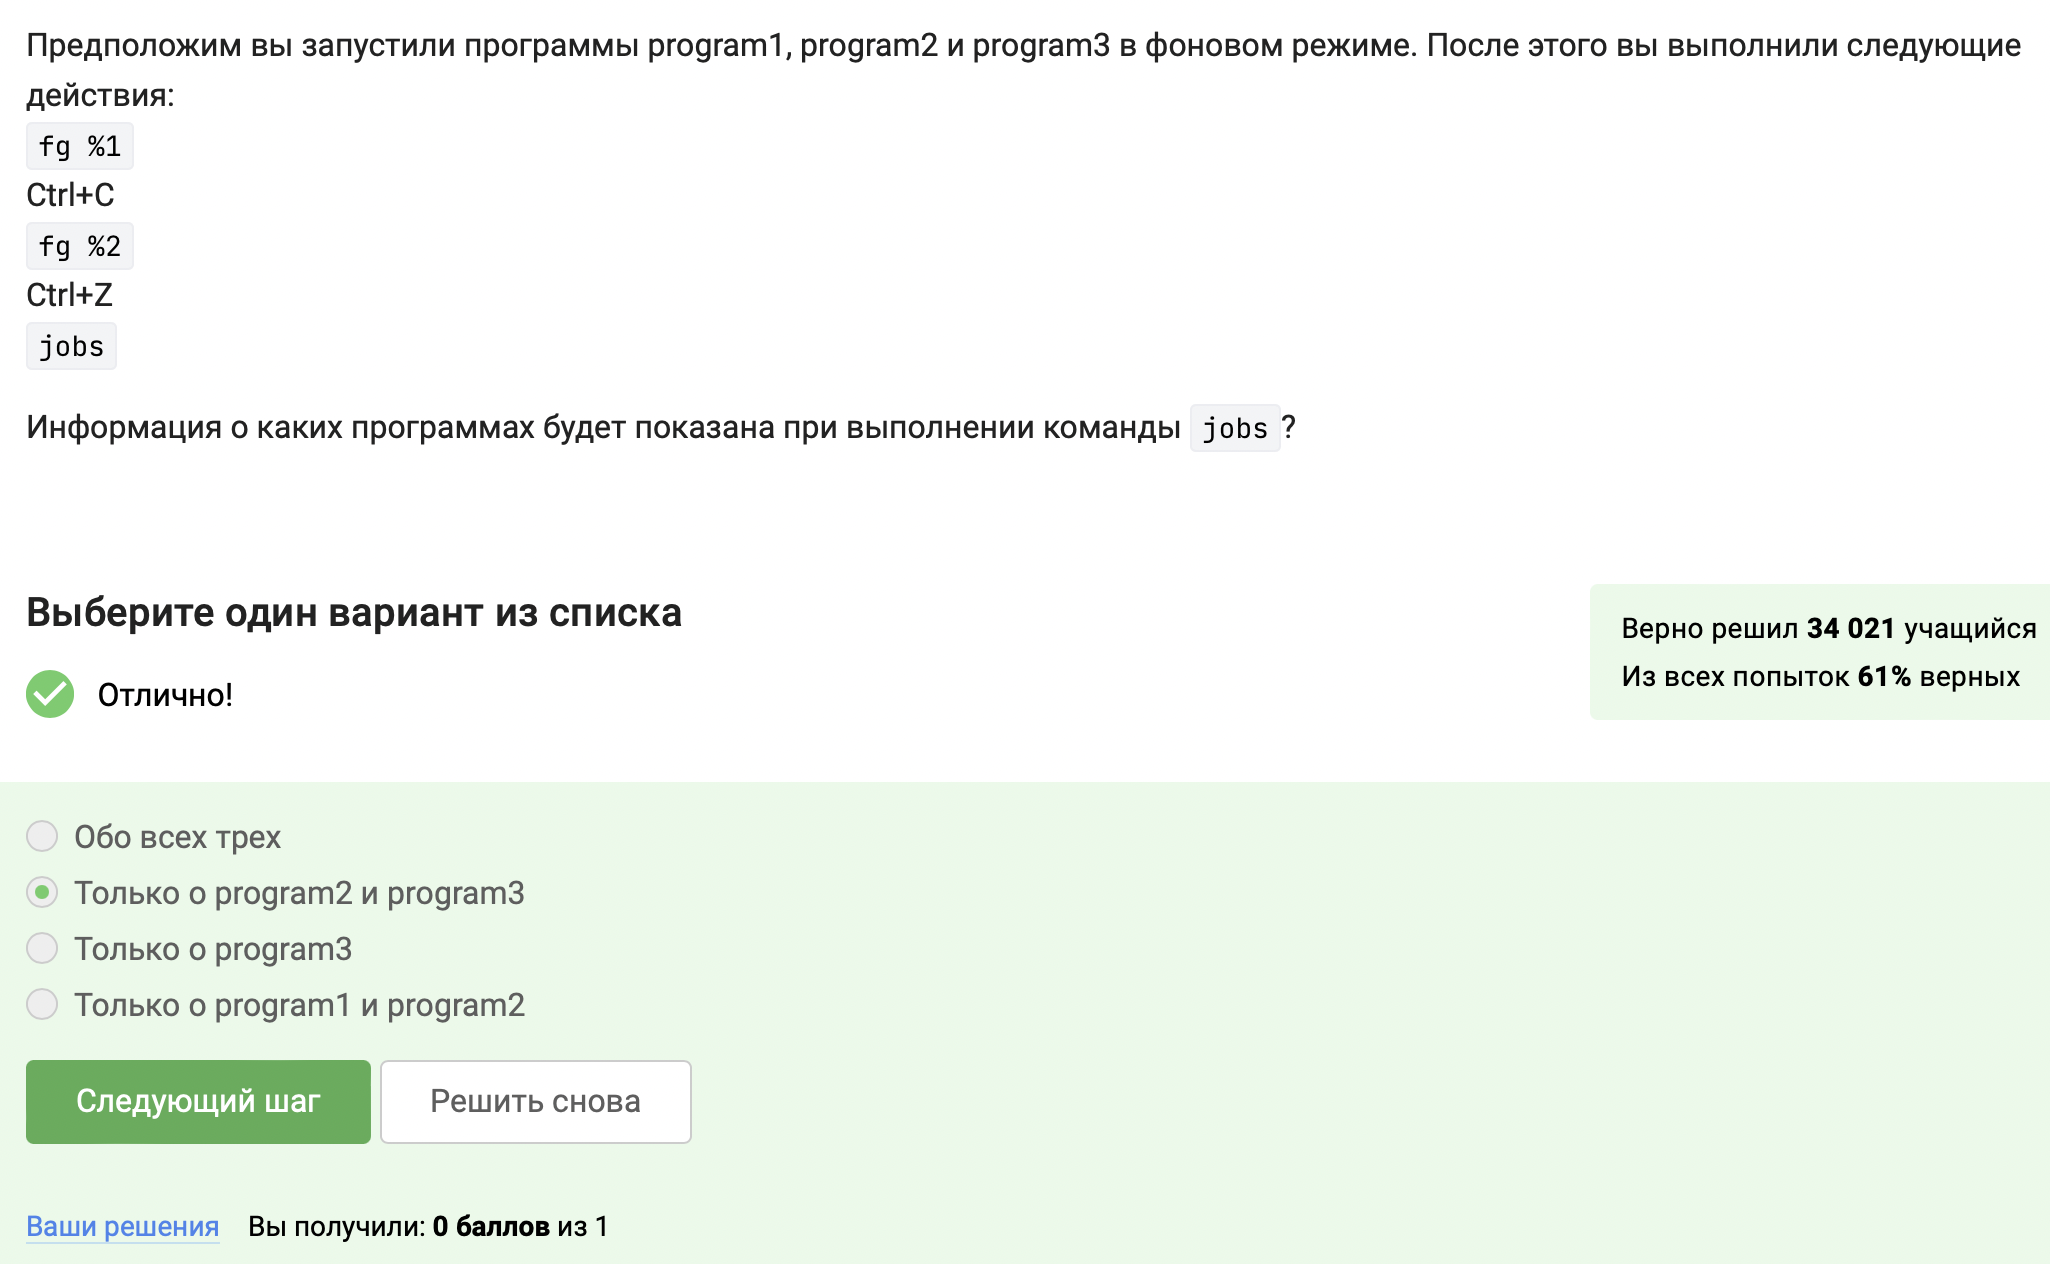 Предположим вы запустили программы program1, program2 и program3 в фоновом режиме. После этого вы выполнили следующие
действия:
fg %1
Ctrl+C
fg %2
Ctrl+Z
jobs
Информация о каких программах будет показана при выполнении команды jobs?
Выберите один вариант из списка
Верно решил 34 021 учащийся
Из всех попыток 61% верных
Отлично!
Обо всех трех
Только о program2 и program3
Только о program3
Только о program1 и program2
Следующий шаг Решить снова
Ваши решения Вы получили: 0 баллов из 1